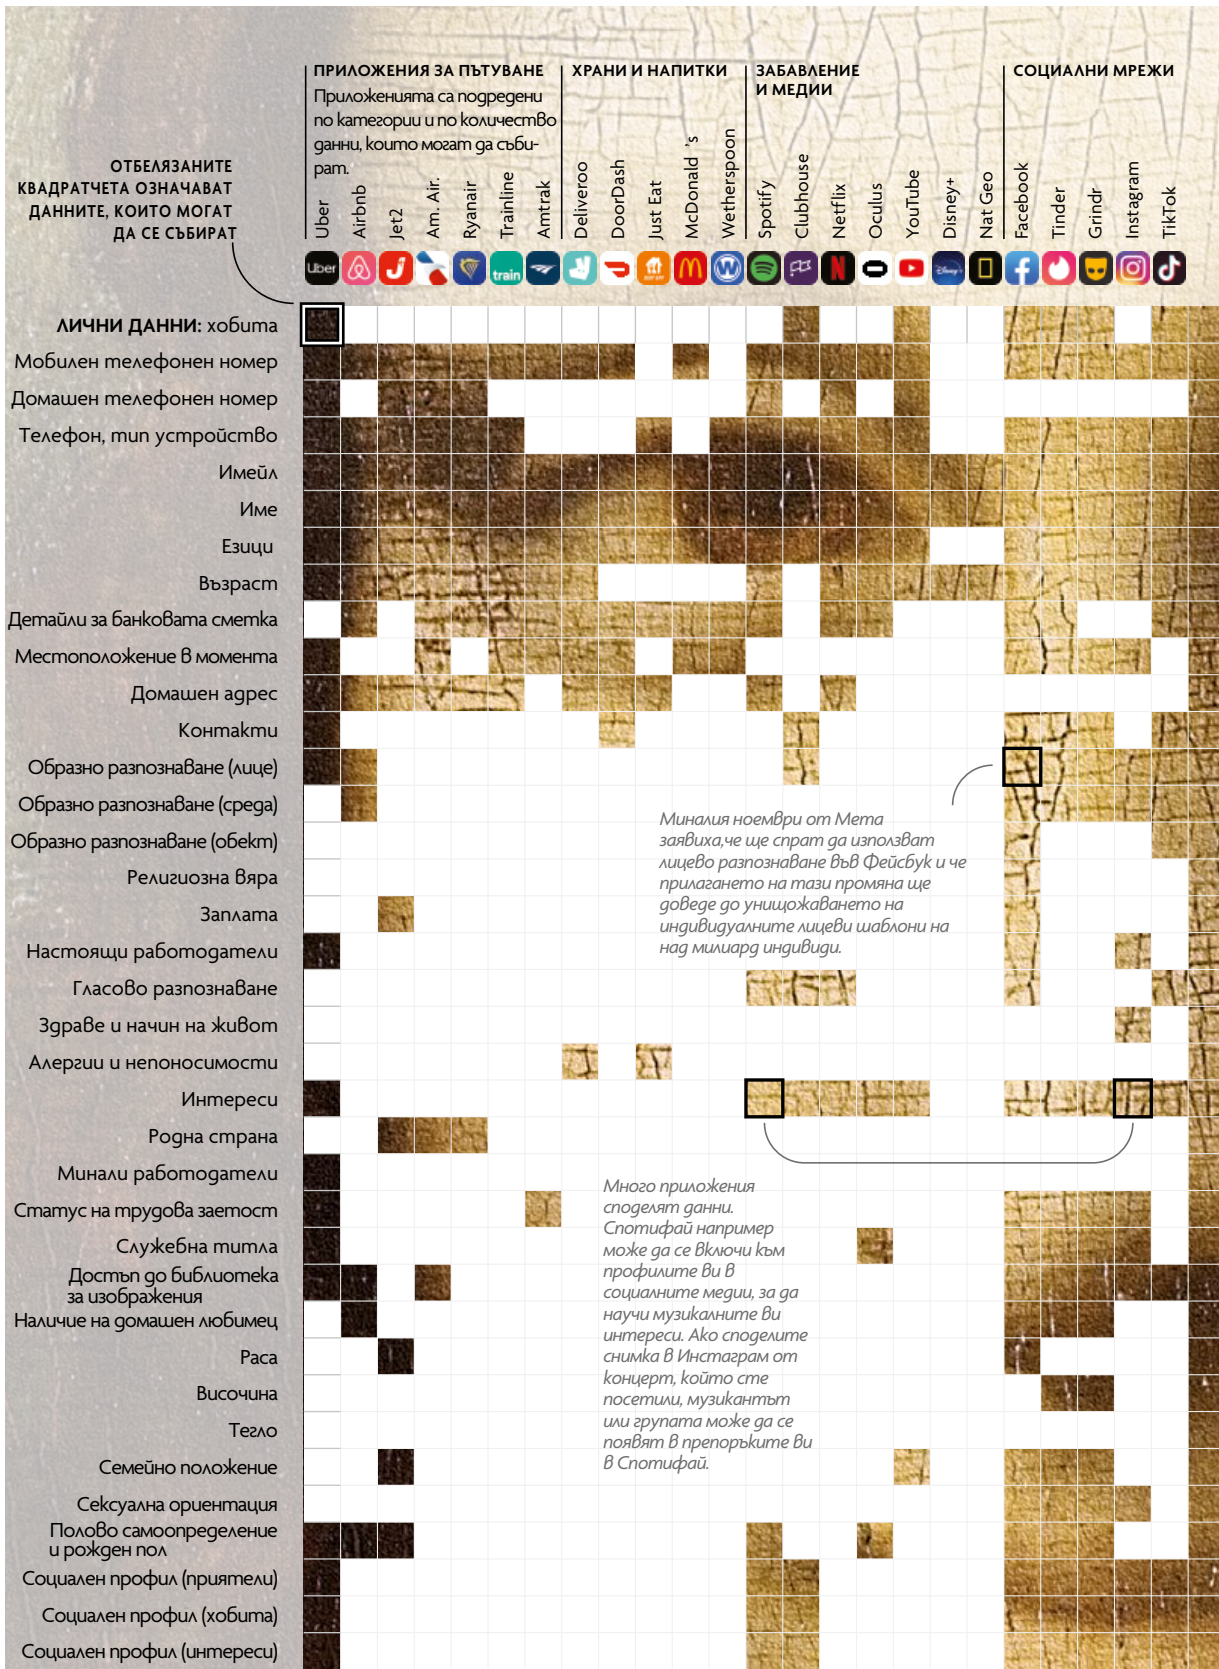 ПРИЛОЖЕНИЯ ЗА ПЪТУВАНЕ
Приложенията са подредени
по категории и по количество
данни, които могат да съби-
рат.
ХРАНИ И НАПИТКИ
ЗАБАВЛЕНИЕ
И МЕДИИ
СОЦИАЛНИ МРЕЖИ
ОТБЕЛЯЗАНИТЕ
КВАДРАТЧЕТА ОЗНАЧАВАТ
ДАННИТЕ, КОИТО МОГАТ
ДА СЕ СЪБИРАТ
Uber
Airbnb
Jet2
Am. Air.
Ryanair
Trainline
Amtrak
Deliveroo
DoorDash
Just Eat
McDonald 's
Wetherspoon
Spotify
Clubhouse
Netflix
Oculus
YouTube
Disney+
Nat Geo
Facebook
Tinder
Grindr
Instagram
TikTok
Uber
train
JUST EAT
W
N
Disney+
ЛИЧНИ ДАННИ: хобита
Мобилен телефонен номер
Домашен телефонен номер
Телефон, тип устройство
Имейл
Име
Езици
Възраст
Детайли за банковата сметка
Местоположение в момента
Домашен адрес
Контакти
Образно разпознаване (лице)
Образно разпознаване (среда)
Образно разпознаване (обект)
Религиозна вяра
Заплата
Настоящи работодатели
Гласово разпознаване
Здраве и начин на живот
Алергии и непоносимости
Интереси
Родна страна
Минали работодатели
Статус на трудова заетост
Служебна титла
Достъп до библиотека
за изображения
Наличие на домашен любимец
Раса
Височина
Тегло
Семейно положение
Сексуална ориентация
Полово самоопределение
и рожден пол
Социален профил (приятели)
Социален профил (хобита)
Социален профил (интереси)
Миналия ноември от Мета
заявиха,че ще спрат да използват
лицево разпознаване във Фейсбук и че
прилагането на тази промяна ще
доведе до унищожаването на
индивидуалните лицеви шаблони на
над милиард индивиди.
Много приложения
споделят данни.
Спотифай например
може да се включи към
профилите ви в
социалните медии, за да
научи музикалните ви
интереси. Ако споделите
снимка в Инстаграм от
концерт, който сте
посетили, музикантът
или групата може да се
появят в препоръките ви
в Спотифай.